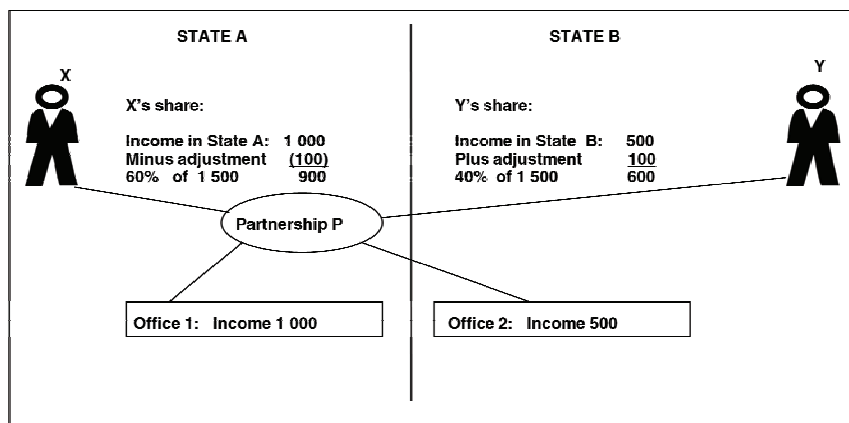 STATE A
STATE B
X
Y
X's share:
Income in State A: 1 000
Minus adjustment (100)
60% of 1 500 900
Y's share:
Income in State B: 500
Plus adjustment 100
40% of 1 500 600
Partnership P
Office 1: Income 1 000
Office 2: Income 500